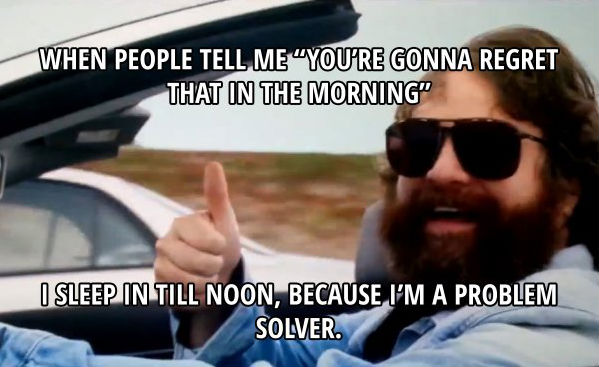 WHEN PEOPLE TELL ME “YOU’RE GONNA REGRET
THAT IN THE MORNING”
I SLEEP IN TILL NOON, BECAUSE I’M A PROBLEM
SOLVER.